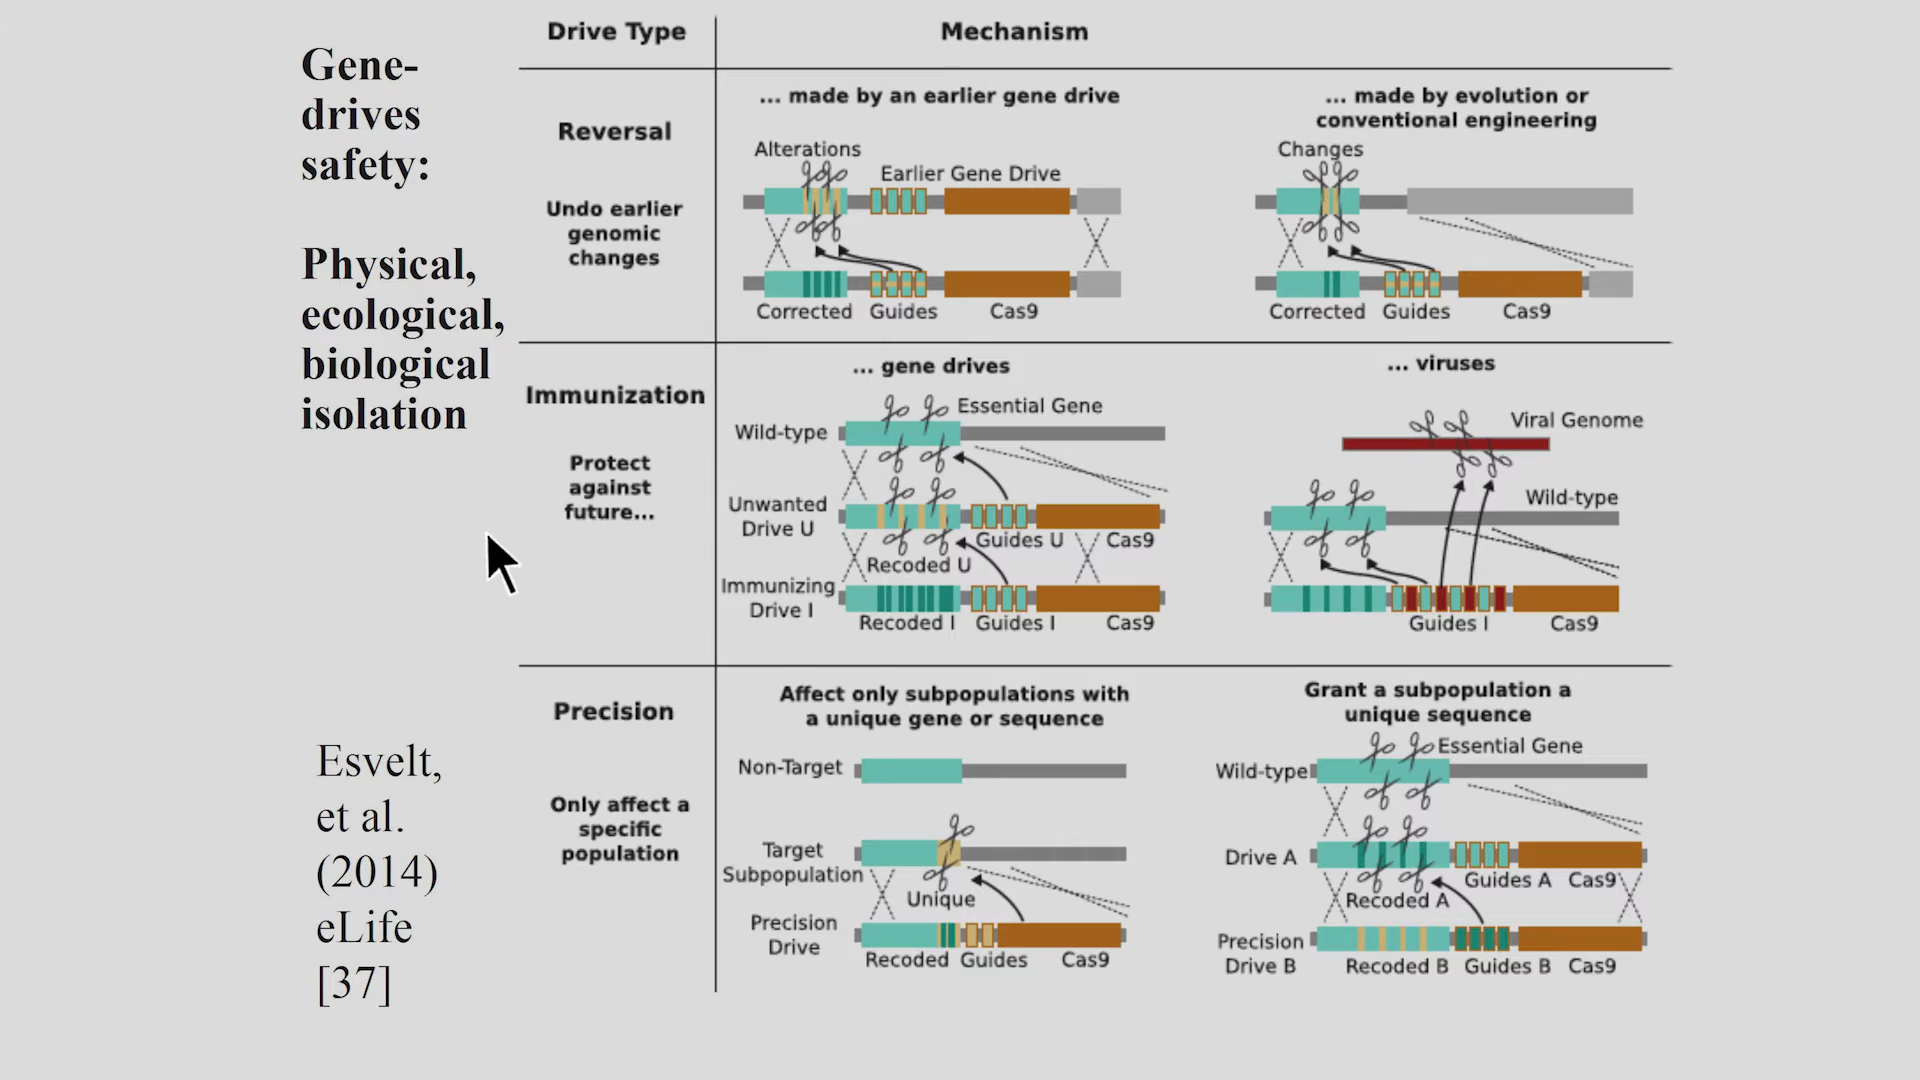 Gene-
drives
safety:
Physical,
ecological,
biological
isolation
Esvelt,
et al.
(2014)
eLife
[37]
Drive Type
Mechanism
Reversal
Undo earlier
genomic
changes
... made by an earlier gene drive
Alterations
Earlier Gene Drive
Corrected Guides Cas9
... made by evolution or
conventional engineering
Changes
Corrected Guides Cas9
Immunization
Protect
against
future...
... gene drives
Essential Gene
Wild-type
Unwanted
Drive U
Guides U Cas9
Recoded U
Immunizing
Drive I
Recoded I Guides I Cas9
... viruses
Viral Genome
Wild-type
Guides I Cas9
Precision
Only affect a
specific
population
Affect only subpopulations with
a unique gene or sequence
Non-Target
Target
Subpopulation
Unique
Precision
Drive
Recoded Guides Cas9
Grant a subpopulation a
unique sequence
Essential Gene
Wild-type
Drive A
Guides A Cas9
Recoded A
Precision
Drive B
Recoded B Guides B Cas9